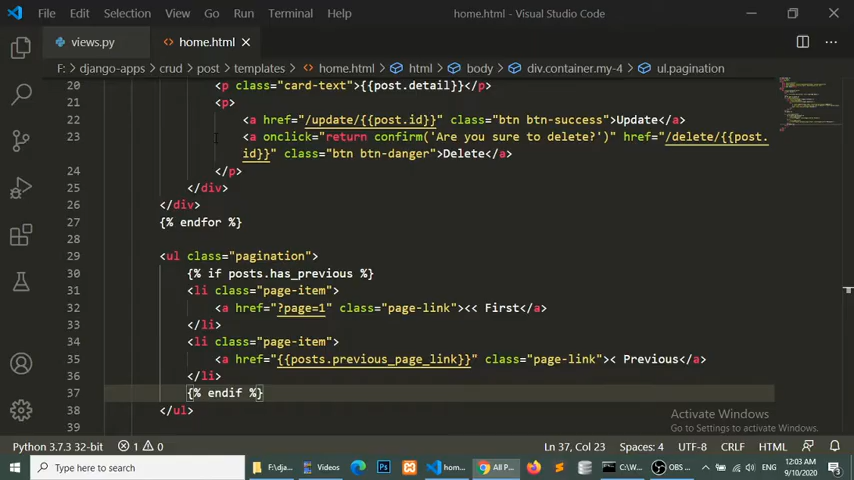 File Edit Selection View Go Run Terminal Help home.html - Visual Studio Code
views.py home.html
F: > django-apps > crud > post > templates > home.html > html > body > div.container.my-4 > ul.pagination
20 <p class="card-text">{{post.detail}}</p>
21 <p>
22 <a href="/update/{{post.id}}" class="btn btn-success">Update</a>
23 <a onclick="return confirm('Are you sure to delete?')" href="/delete/{{post.
id}}" class="btn btn-danger">Delete</a>
24 </p>
25 </div>
26 </div>
27 {% endfor %}
28
29 <ul class="pagination">
30 {% if posts.has_previous %}
31 <li class="page-item">
32 <a href="?page=1" class="page-link"><< First</a>
33 </li>
34 <li class="page-item">
35 <a href="{{posts.previous_page_link}}" class="page-link">< Previous</a>
36 </li>
37 {% endif %}
38 </ul>
39
Activate Windows
Go to Settings to activate Windows.
Python 3.7.3 32-bit 1 0 Ln 37, Col 23 Spaces: 4 UTF-8 CRLF HTML
Type here to search F:\dja... Videos hom... All P... C:\W... OBS ... ENG 12:03 AM 9/10/2020 3